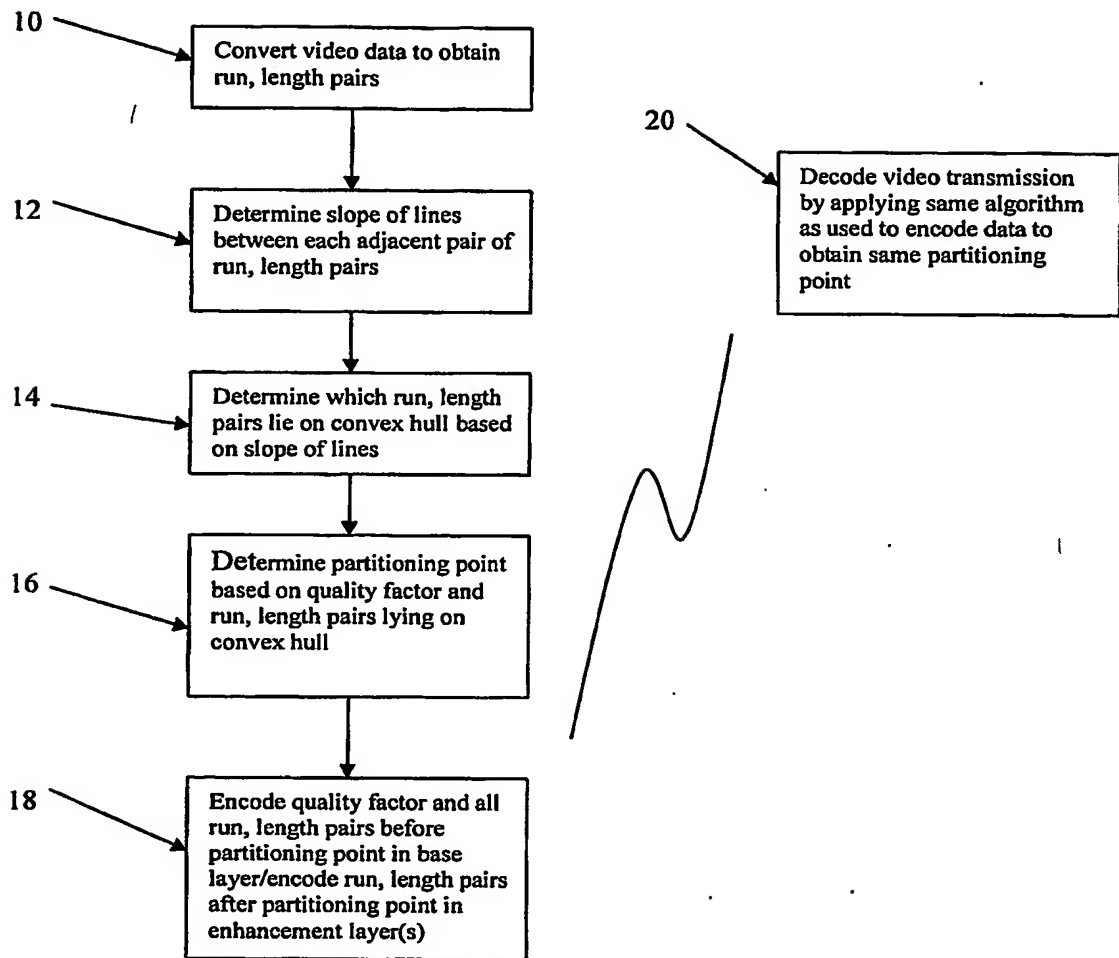 10
Convert video data to obtain
run, length pairs
20
Decode video transmission
by applying same algorithm
as used to encode data to
obtain same partitioning
point
12
Determine slope of lines
between each adjacent pair of
run, length pairs
14
Determine which run, length
pairs lie on convex hull based
on slope of lines
16
Determine partitioning point
based on quality factor and
run, length pairs lying on
convex hull
18
Encode quality factor and all
run, length pairs before
partitioning point in base
layer/encode run, length pairs
after partitioning point in
enhancement layer(s)